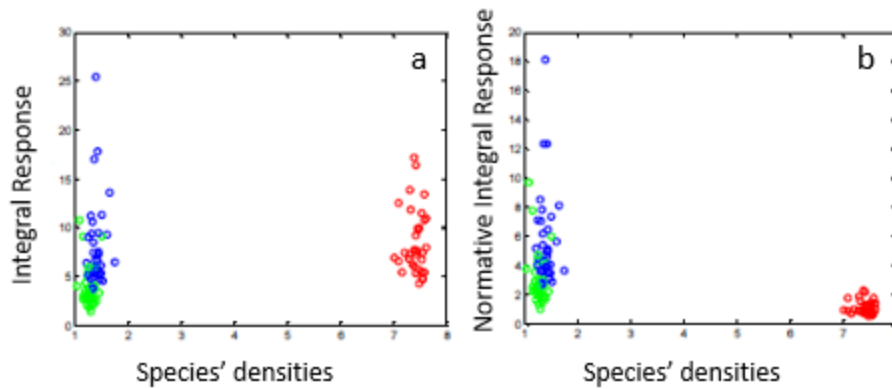 a
30
25
20
15
10
5
0
1 2 3 4 5 6 7 8
Integral Response
Species' densities
b
20
18
16
14
12
10
8
6
4
2
0
1 2 3 4 5 6 7
Normative Integral Response
Species' densities